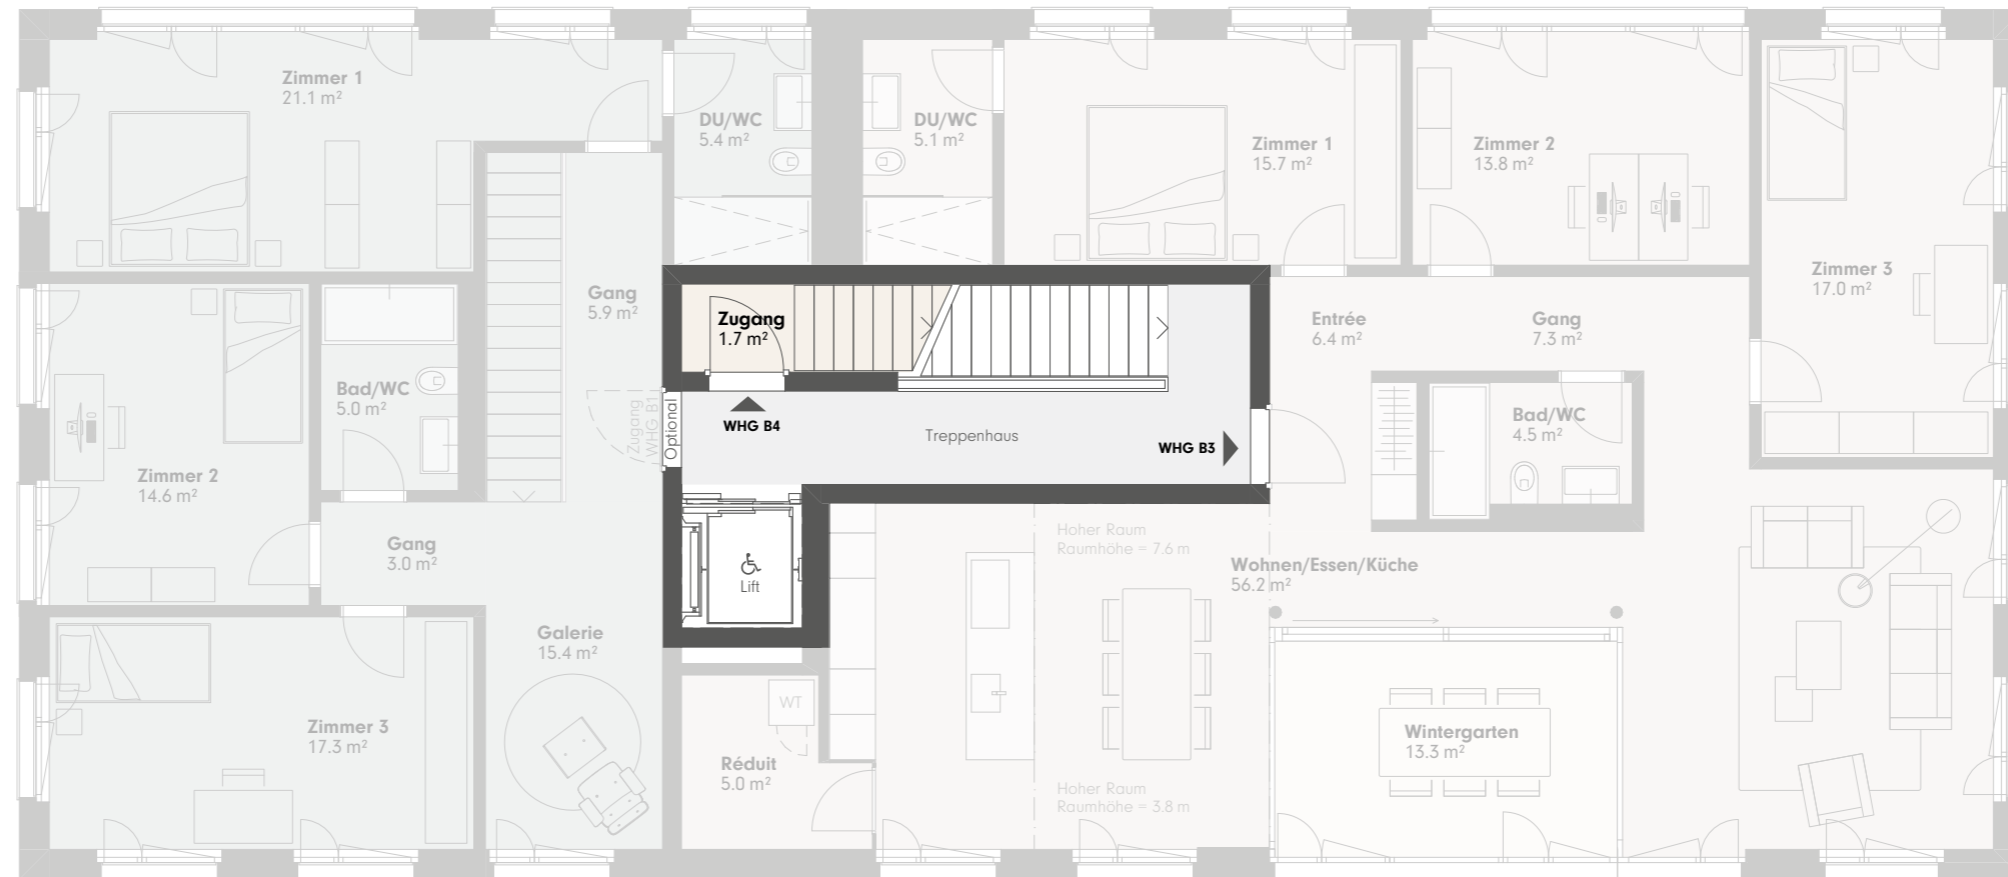 Zimmer 1
21.1 m²
DU/WC
5.4 m²
DU/WC
5.1 m²
Zimmer 1
15.7 m²
Zimmer 2
13.8 m²
Zimmer 3
17.0 m²
Gang
5.9 m²
Zugang
1.7 m²
Entrée
6.4 m²
Gang
7.3 m²
Bad/WC
5.0 m²
Zugang
WHG B1
Optional
WHG B4
Treppenhaus
WHG B3
Bad/WC
4.5 m²
Zimmer 2
14.6 m²
Gang
3.0 m²
Lift
Hoher Raum
Raumhöhe = 7.6 m
Wohnen/Essen/Küche
56.2 m²
Galerie
15.4 m²
Zimmer 3
17.3 m²
WT
Réduit
5.0 m²
Wintergarten
13.3 m²
Hoher Raum
Raumhöhe = 3.8 m